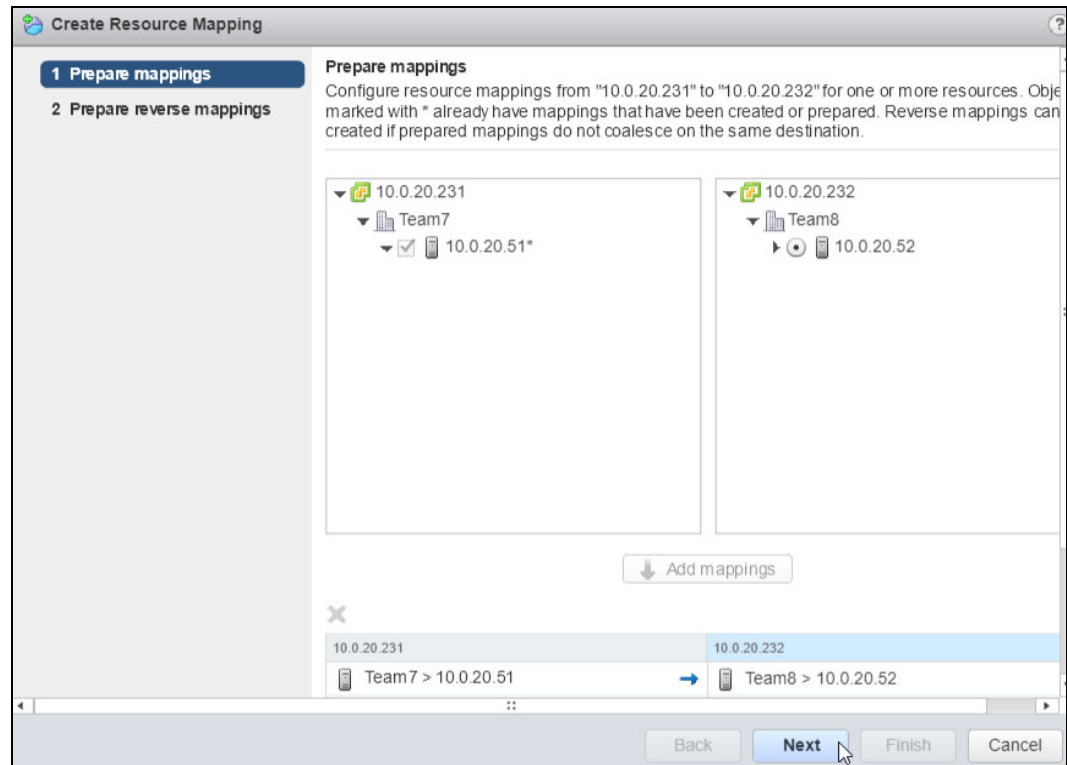 Create Resource Mapping
?
1 Prepare mappings
2 Prepare reverse mappings
Prepare mappings
Configure resource mappings from "10.0.20.231" to "10.0.20.232" for one or more resources. Obje
marked with * already have mappings that have been created or prepared. Reverse mappings can
created if prepared mappings do not coalesce on the same destination.
10.0.20.231
Team7
10.0.20.51*
10.0.20.232
Team8
10.0.20.52
Add mappings
10.0.20.231 10.0.20.232
Team7 > 10.0.20.51 Team8 > 10.0.20.52
Back Next Finish Cancel